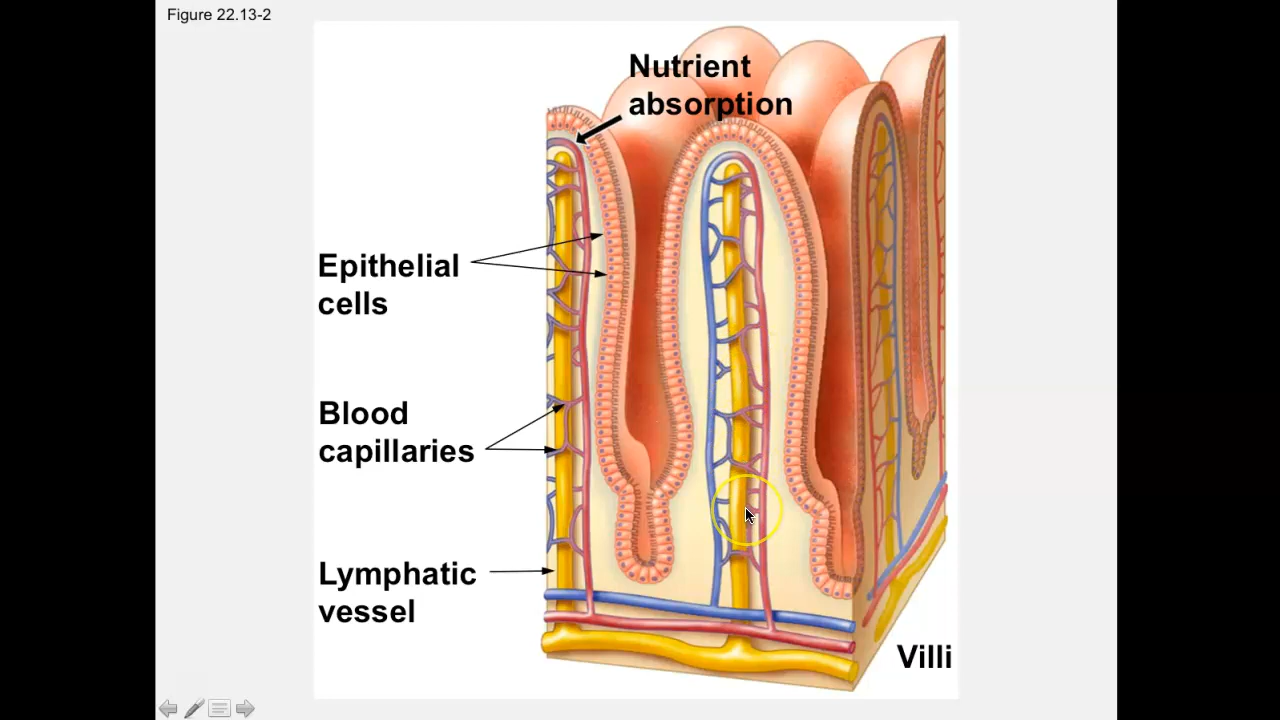 Figure 22.13-2
Nutrient
absorption
Epithelial
cells
Blood
capillaries
Lymphatic
vessel
Villi